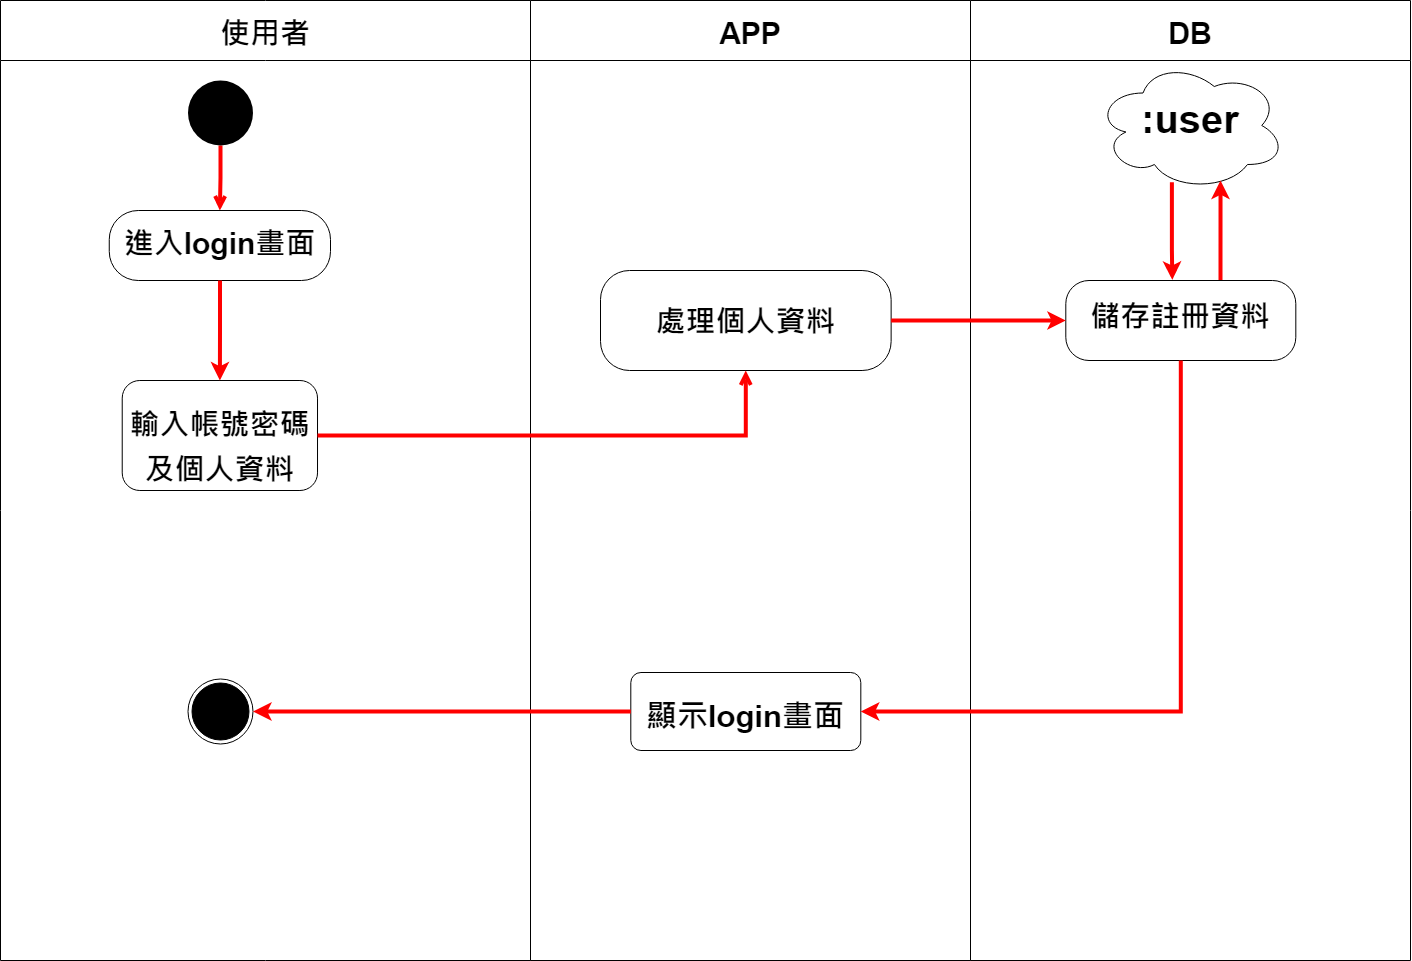 使用者
APP
DB
:user
進入login畫面
處理個人資料
儲存註冊資料
輸入帳號密碼
及個人資料
顯示login畫面